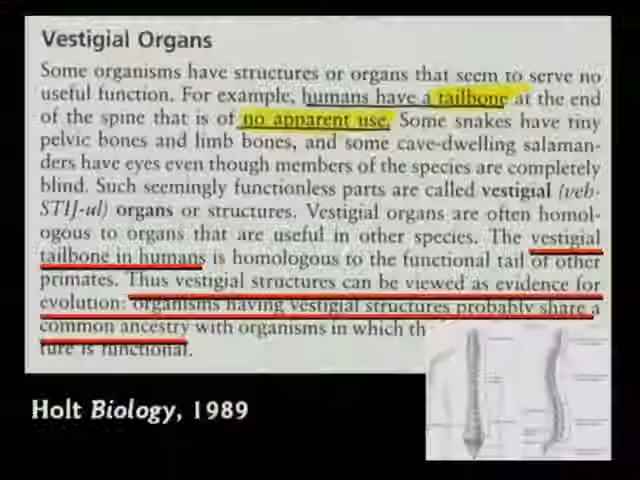 Vestigial Organs
Some organisms have structures or organs that seem to serve no
useful function. For example, humans have a tailbone at the end
of the spine that is of no apparent use. Some snakes have tiny
pelvic bones and limb bones, and some cave-dwelling salaman-
ders have eyes even though members of the species are completely
blind. Such seemingly functionless parts are called vestigial (veh-
STIJ-ul) organs or structures. Vestigial organs are often homol-
ogous to organs that are useful in other species. The vestigial
tailbone in humans is homologous to the functional tail of other
primates. Thus vestigial structures can be viewed as evidence for
evolution: organisms having vestigial structures probably share a
common ancestry with organisms in which th
ture is functional.
Holt Biology, 1989